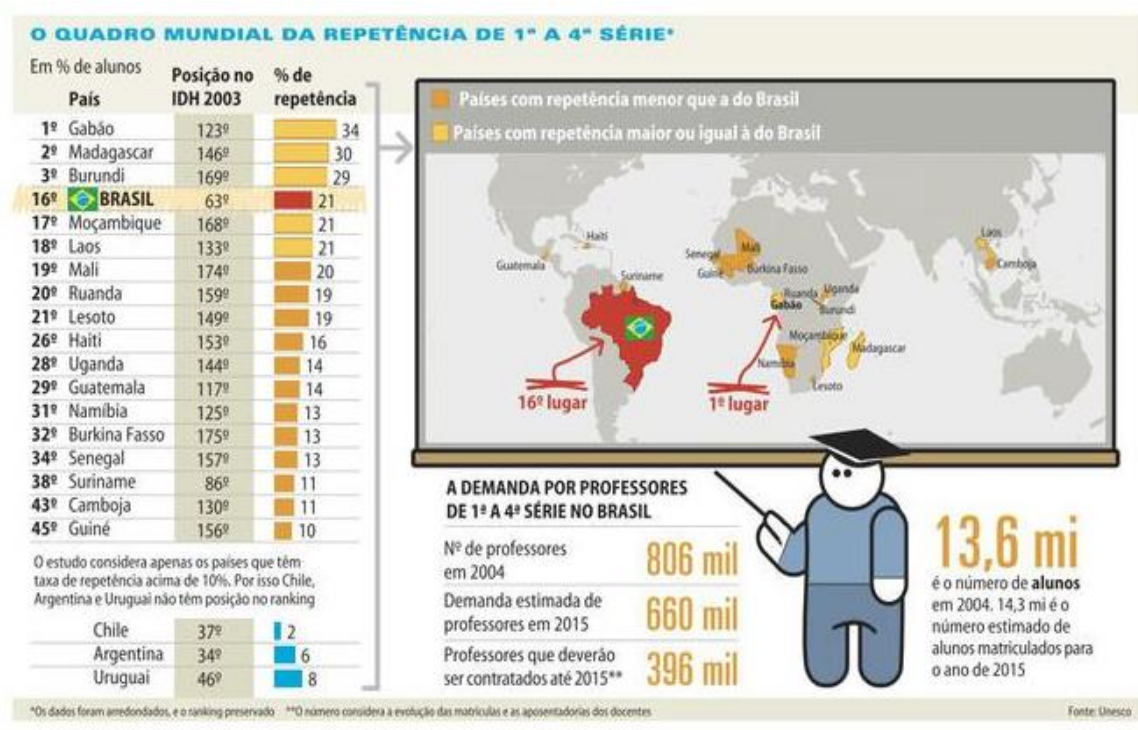 O QUADRO MUNDIAL DA REPETÊNCIA DE 1ª A 4ª SÉRIE*
Em % de alunos
País Posição no IDH 2003 % de repetência
1º Gabão 123º 34
2º Madagascar 146º 30
3º Burundi 169º 29
16º BRASIL 63º 21
17º Moçambique 168º 21
18º Laos 133º 21
19º Mali 174º 20
20º Ruanda 159º 19
21º Lesoto 149º 19
26º Haiti 153º 16
28º Uganda 144º 14
29º Guatemala 117º 14
31º Namíbia 125º 13
32º Burkina Fasso 175º 13
34º Senegal 157º 13
38º Suriname 86º 11
43º Camboja 130º 11
45º Guiné 156º 10
O estudo considera apenas os países que têm
taxa de repetência acima de 10%. Por isso Chile,
Argentina e Uruguai não têm posição no ranking
Chile 37º 2
Argentina 34º 6
Uruguai 46º 8
Países com repetência menor que a do Brasil
Países com repetência maior ou igual à do Brasil
Haiti
Guatemala
Suriname
Senegal
Mali
Guiné
Burkina Fasso
Ruanda
Uganda
Gabão
Burundi
Moçambique
Madagascar
Namíbia
Lesoto
Laos
Camboja
16º lugar
1º lugar
A DEMANDA POR PROFESSORES
DE 1ª A 4ª SÉRIE NO BRASIL
Nº de professores
em 2004
806 mil
Demanda estimada de
professores em 2015
660 mil
Professores que deverão
ser contratados até 2015**
396 mil
13,6 mi
é o número de alunos
em 2004. 14,3 mi é o
número estimado de
alunos matriculados para
o ano de 2015
*Os dados foram arredondados, e o ranking preservado **O número considera a evolução das matrículas e as aposentadorias dos docentes
Fonte: Unesco